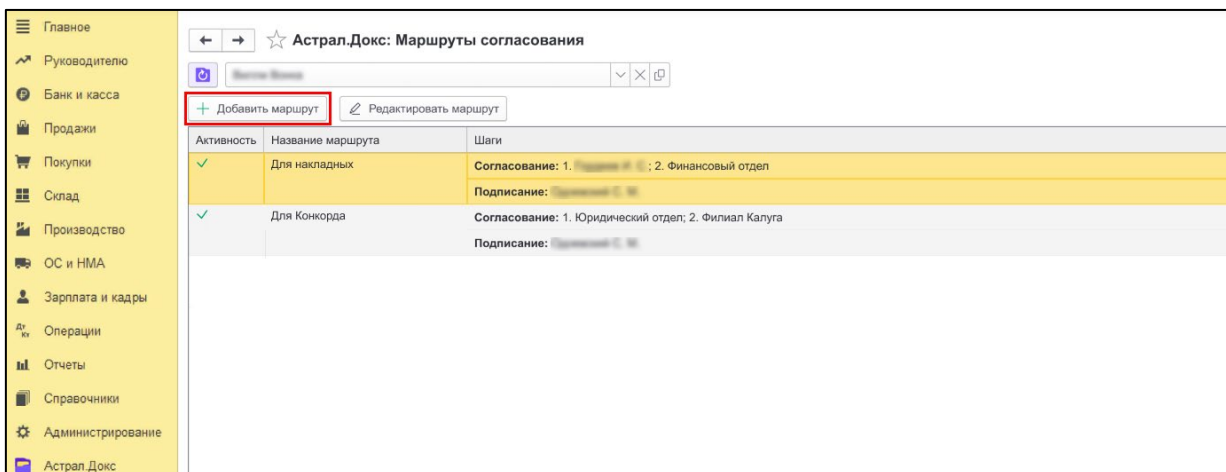 Главное
Руководителю
Банк и касса
Продажи
Покупки
Склад
Производство
ОС и НМА
Зарплата и кадры
Дт Кт Операции
Отчеты
Справочники
Администрирование
Астрал.Докс
Астрал.Докс: Маршруты согласования
Добавить маршрут Редактировать маршрут
Активность Название маршрута Шаги
Для накладных Согласование: 1. ; 2. Финансовый отдел
Подписание:
Для Конкорда Согласование: 1. Юридический отдел; 2. Филиал Калуга
Подписание: